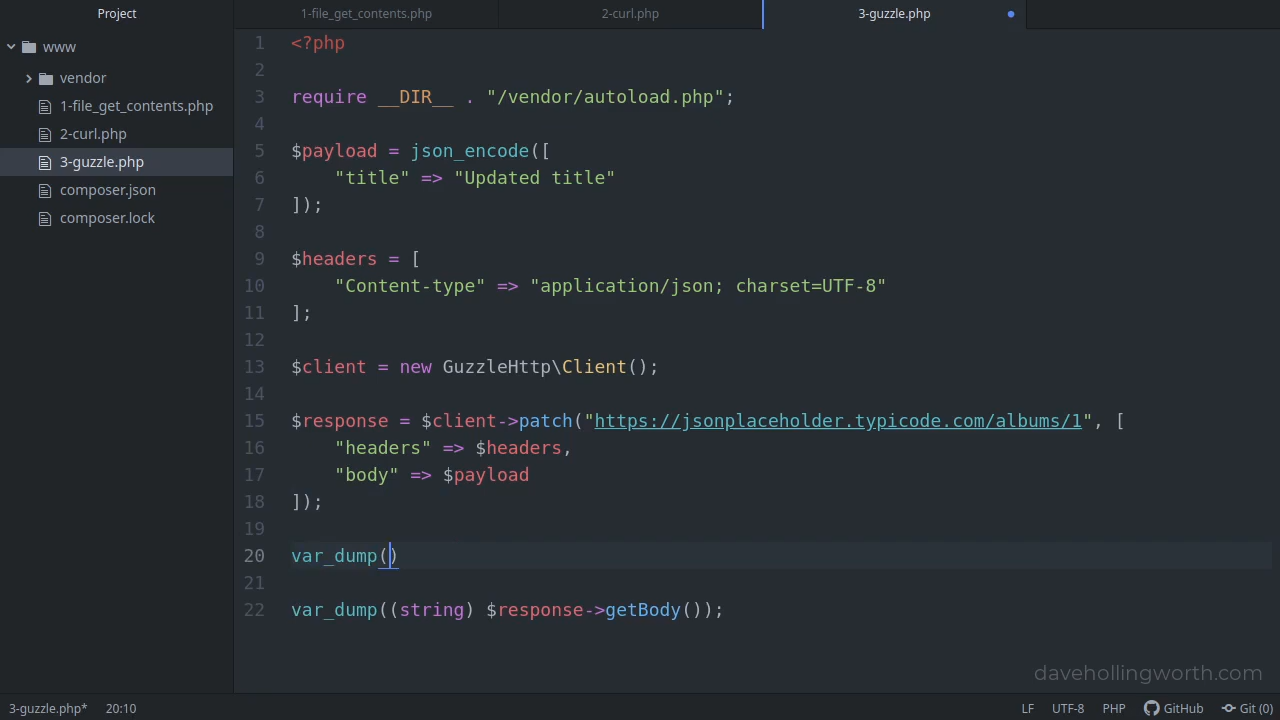 Project
1-file_get_contents.php
2-curl.php
3-guzzle.php
www
vendor
1-file_get_contents.php
2-curl.php
3-guzzle.php
composer.json
composer.lock
1 <?php
2
3 require __DIR__ . "/vendor/autoload.php";
4
5 $payload = json_encode([
6     "title" => "Updated title"
7 ]);
8
9 $headers = [
10     "Content-type" => "application/json; charset=UTF-8"
11 ];
12
13 $client = new GuzzleHttp\Client();
14
15 $response = $client->patch("https://jsonplaceholder.typicode.com/albums/1", [
16     "headers" => $headers,
17     "body" => $payload
18 ]);
19
20 var_dump()
21
22 var_dump((string) $response->getBody());
davehollingworth.com
3-guzzle.php* 20:10 LF UTF-8 PHP GitHub Git (0)